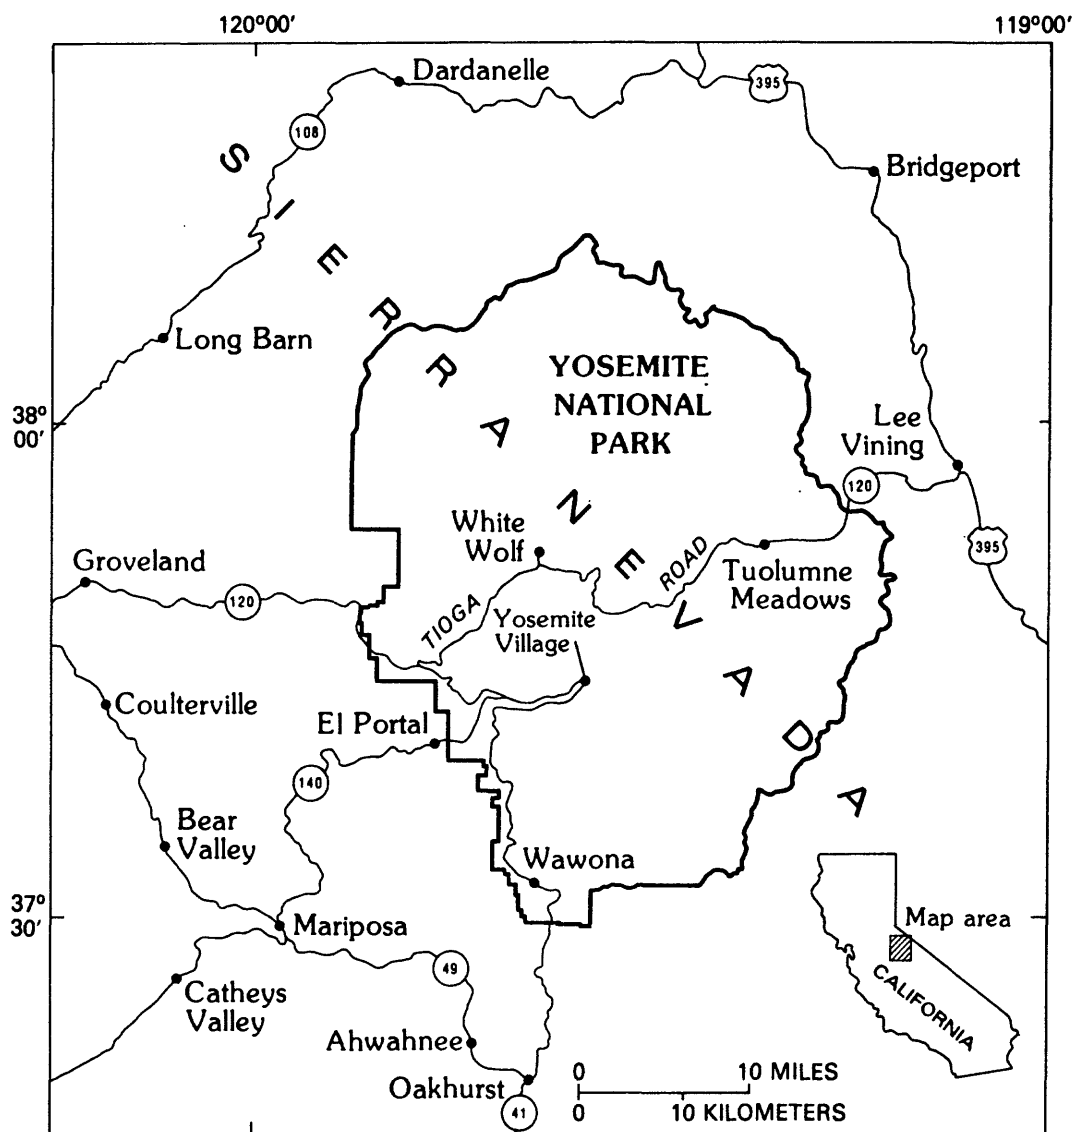 120°00′
119°00′
Dardanelle
395
108
Bridgeport
SIERRA NEVADA
Long Barn
YOSEMITE
NATIONAL
PARK
38°
00′
Lee
Vining
120
White
Wolf
395
Groveland
TIOGA ROAD
Tuolumne
Meadows
120
Yosemite
Village
Coulterville
El Portal
140
Bear
Valley
Wawona
37°
30′
Mariposa
Map area
49
Catheys
Valley
CALIFORNIA
Ahwahnee
Oakhurst
41
0 10 MILES
0 10 KILOMETERS